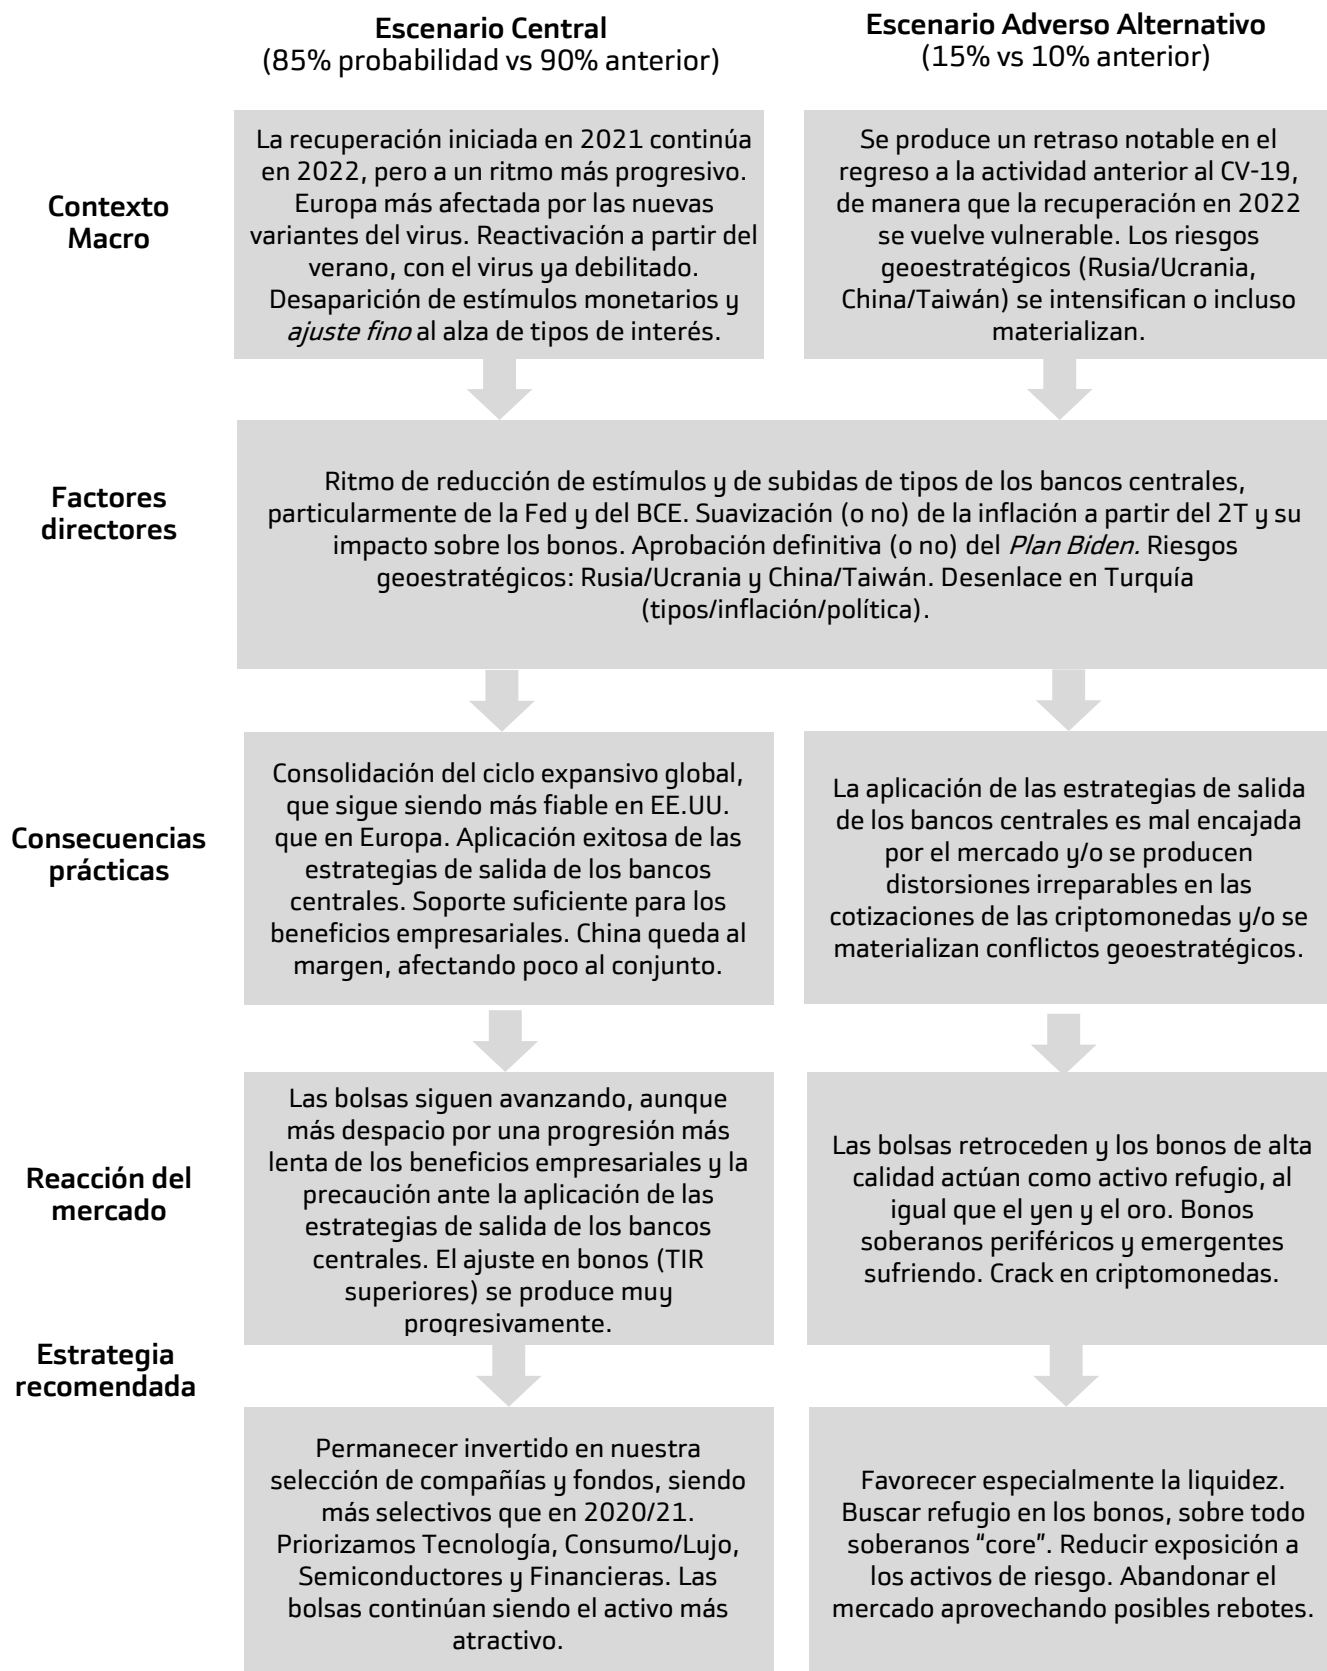 Escenario Central
(85% probabilidad vs 90% anterior)
Escenario Adverso Alternativo
(15% vs 10% anterior)
Contexto
Macro
La recuperación iniciada en 2021 continúa
en 2022, pero a un ritmo más progresivo.
Europa más afectada por las nuevas
variantes del virus. Reactivación a partir del
verano, con el virus ya debilitado.
Desaparición de estímulos monetarios y
ajuste fino al alza de tipos de interés.
Se produce un retraso notable en el
regreso a la actividad anterior al CV-19,
de manera que la recuperación en 2022
se vuelve vulnerable. Los riesgos
geoestratégicos (Rusia/Ucrania,
China/Taiwán) se intensifican o incluso
materializan.
Factores
directores
Ritmo de reducción de estímulos y de subidas de tipos de los bancos centrales,
particularmente de la Fed y del BCE. Suavización (o no) de la inflación a partir del 2T y su
impacto sobre los bonos. Aprobación definitiva (o no) del Plan Biden. Riesgos
geoestratégicos: Rusia/Ucrania y China/Taiwán. Desenlace en Turquía
(tipos/inflación/política).
Consecuencias
prácticas
Consolidación del ciclo expansivo global,
que sigue siendo más fiable en EE.UU.
que en Europa. Aplicación exitosa de las
estrategias de salida de los bancos
centrales. Soporte suficiente para los
beneficios empresariales. China queda al
margen, afectando poco al conjunto.
La aplicación de las estrategias de salida
de los bancos centrales es mal encajada
por el mercado y/o se producen
distorsiones irreparables en las
cotizaciones de las criptomonedas y/o se
materializan conflictos geoestratégicos.
Reacción del
mercado
Las bolsas siguen avanzando, aunque
más despacio por una progresión más
lenta de los beneficios empresariales y la
precaución ante la aplicación de las
estrategias de salida de los bancos
centrales. El ajuste en bonos (TIR
superiores) se produce muy
progresivamente.
Las bolsas retroceden y los bonos de alta
calidad actúan como activo refugio, al
igual que el yen y el oro. Bonos
soberanos periféricos y emergentes
sufriendo. Crack en criptomonedas.
Estrategia
recomendada
Permanecer invertido en nuestra
selección de compañías y fondos, siendo
más selectivos que en 2020/21.
Priorizamos Tecnología, Consumo/Lujo,
Semiconductores y Financieras. Las
bolsas continúan siendo el activo más
atractivo.
Favorecer especialmente la liquidez.
Buscar refugio en los bonos, sobre todo
soberanos “core”. Reducir exposición a
los activos de riesgo. Abandonar el
mercado aprovechando posibles rebotes.